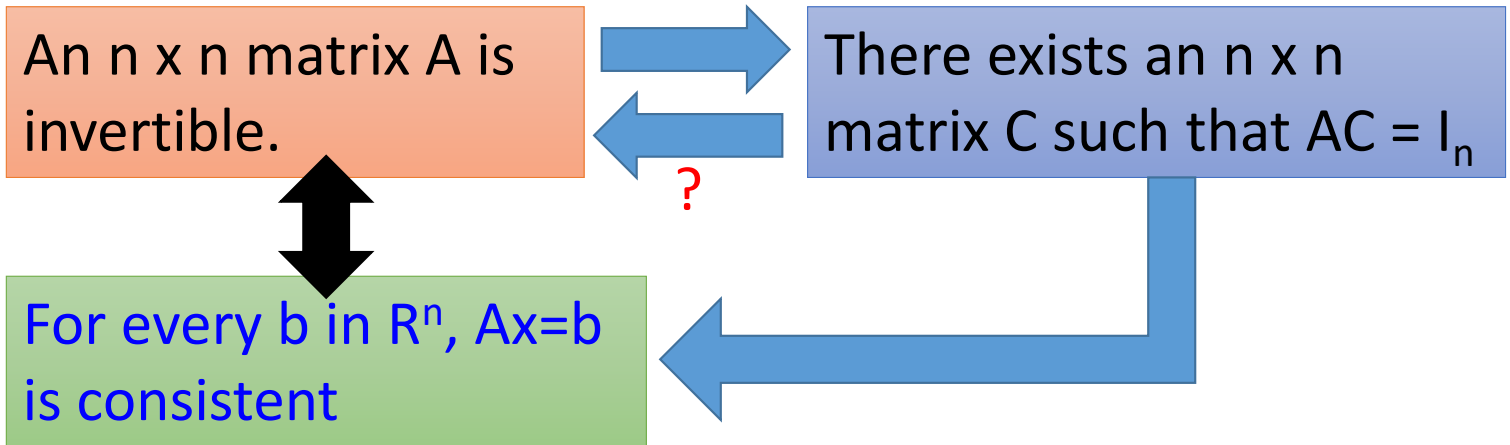 An n x n matrix A is
invertible.
There exists an n x n
matrix C such that AC = Iₙ
?
For every b in Rⁿ, Ax=b
is consistent